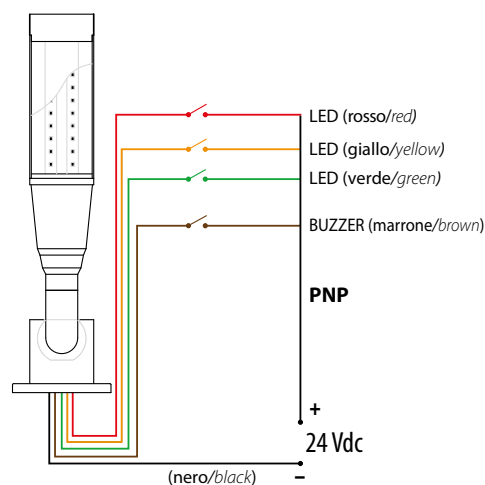 LED (rosso/red)
LED (giallo/yellow)
LED (verde/green)
BUZZER (marrone/brown)
PNP
+
24 Vdc
–
(nero/black)